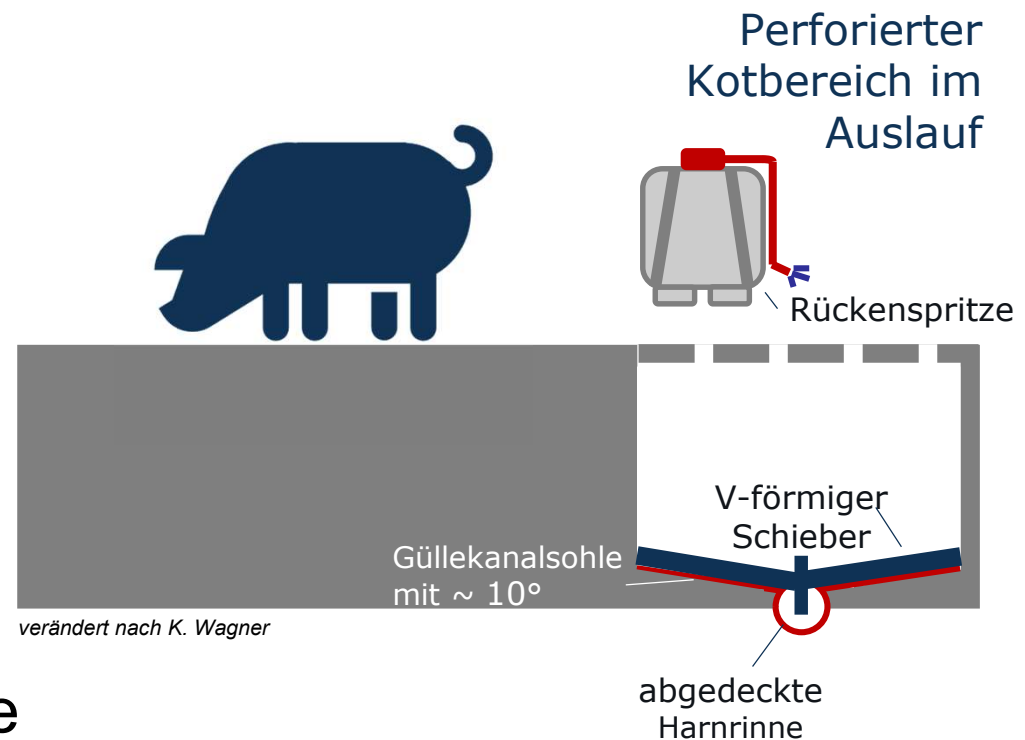 Perforierter
Kotbereich im
Auslauf
Rückenspritze
V-förmiger
Schieber
Güllekanalsohle
mit ~ 10°
verändert nach K. Wagner
abgedeckte
Harnrinne
e